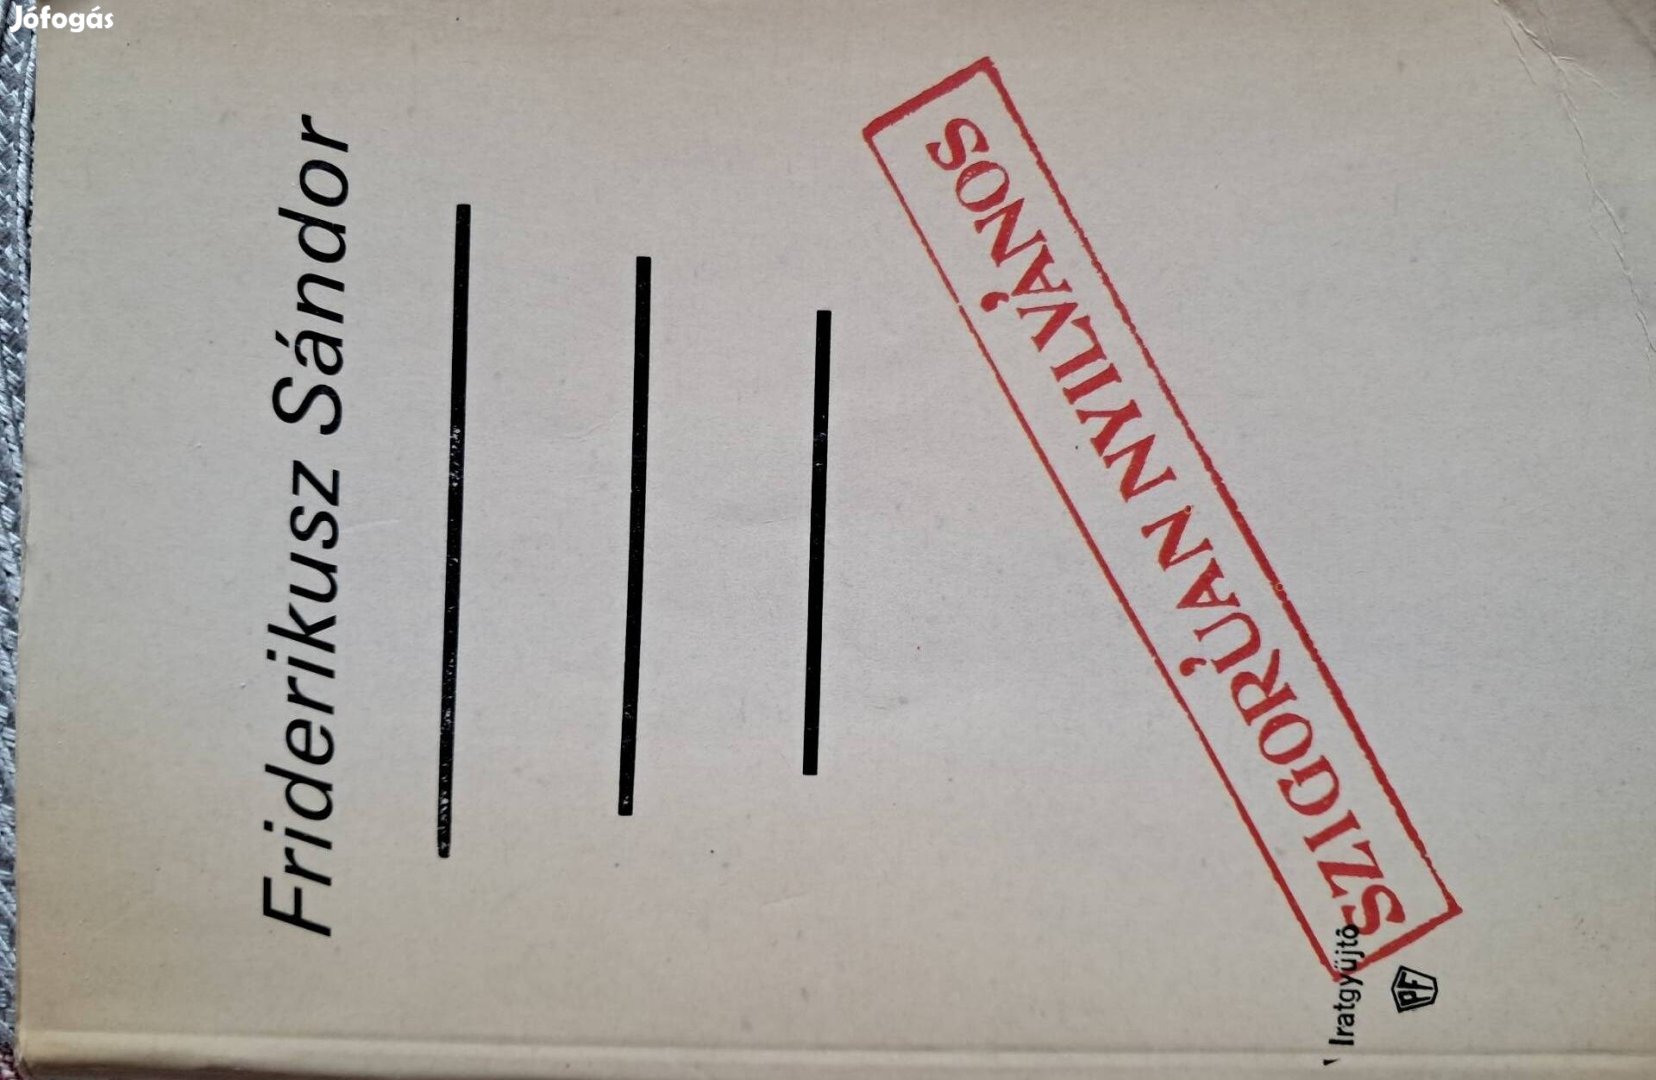 Jófogás
Friderikusz Sándor
SZIGORÚAN NYILVÁNOS
Iratgyűjtő
PF